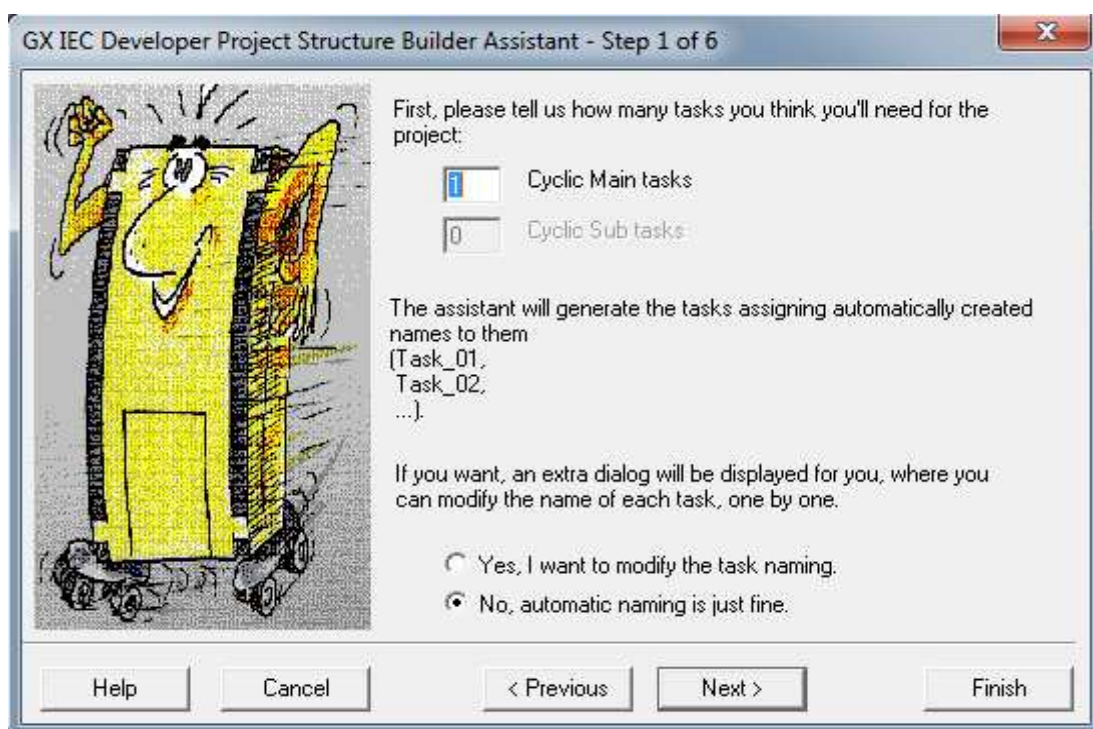 GX IEC Developer Project Structure Builder Assistant - Step 1 of 6
First, please tell us how many tasks you think you'll need for the
project:
1 Cyclic Main tasks
0 Cyclic Sub tasks
The assistant will generate the tasks assigning automatically created
names to them
(Task_01,
Task_02,
...).
If you want, an extra dialog will be displayed for you, where you
can modify the name of each task, one by one.
Yes, I want to modify the task naming.
No, automatic naming is just fine.
Help Cancel < Previous Next > Finish